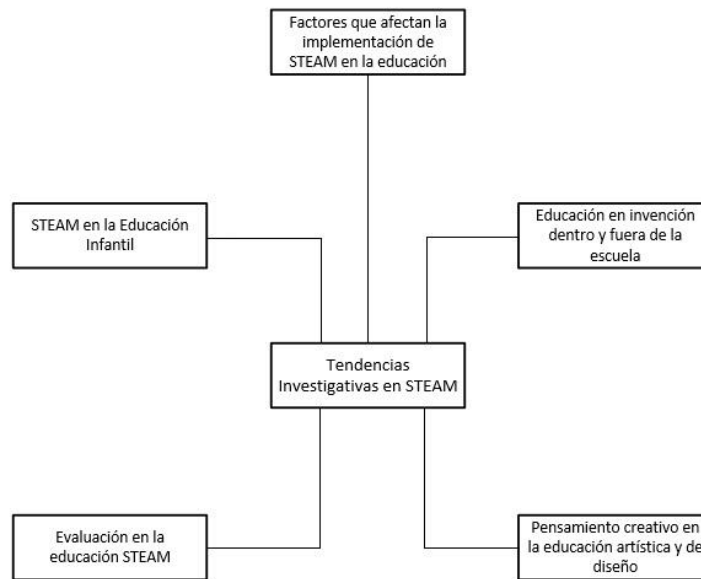 Factores que afectan la
implementación de
STEAM en la educación
STEAM en la Educación
Infantil
Educación en invención
dentro y fuera de la
escuela
Tendencias
Investigativas en STEAM
Evaluación en la
educación STEAM
Pensamiento creativo en
la educación artística y de
diseño